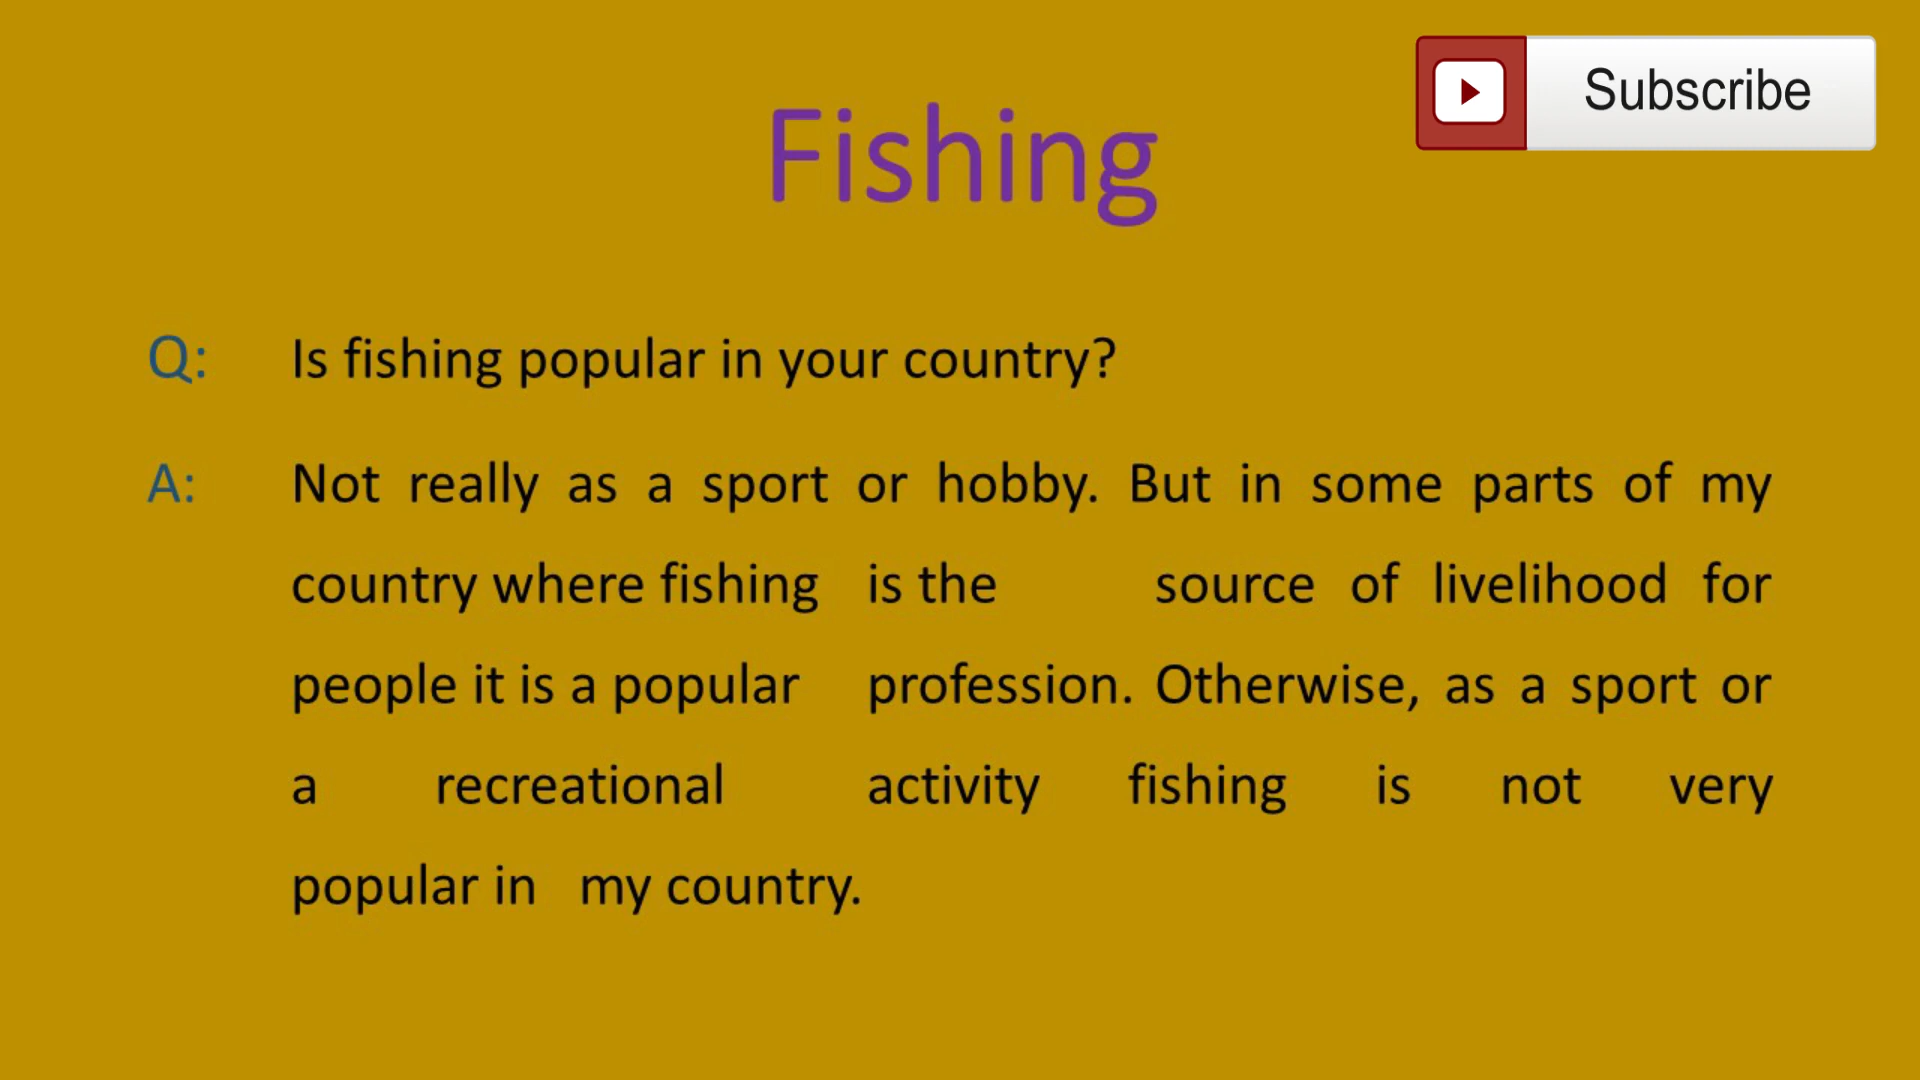 Subscribe
Fishing
Q: Is fishing popular in your country?
A: Not really as a sport or hobby. But in some parts of my
country where fishing is the source of livelihood for
people it is a popular profession. Otherwise, as a sport or
a recreational activity fishing is not very
popular in my country.